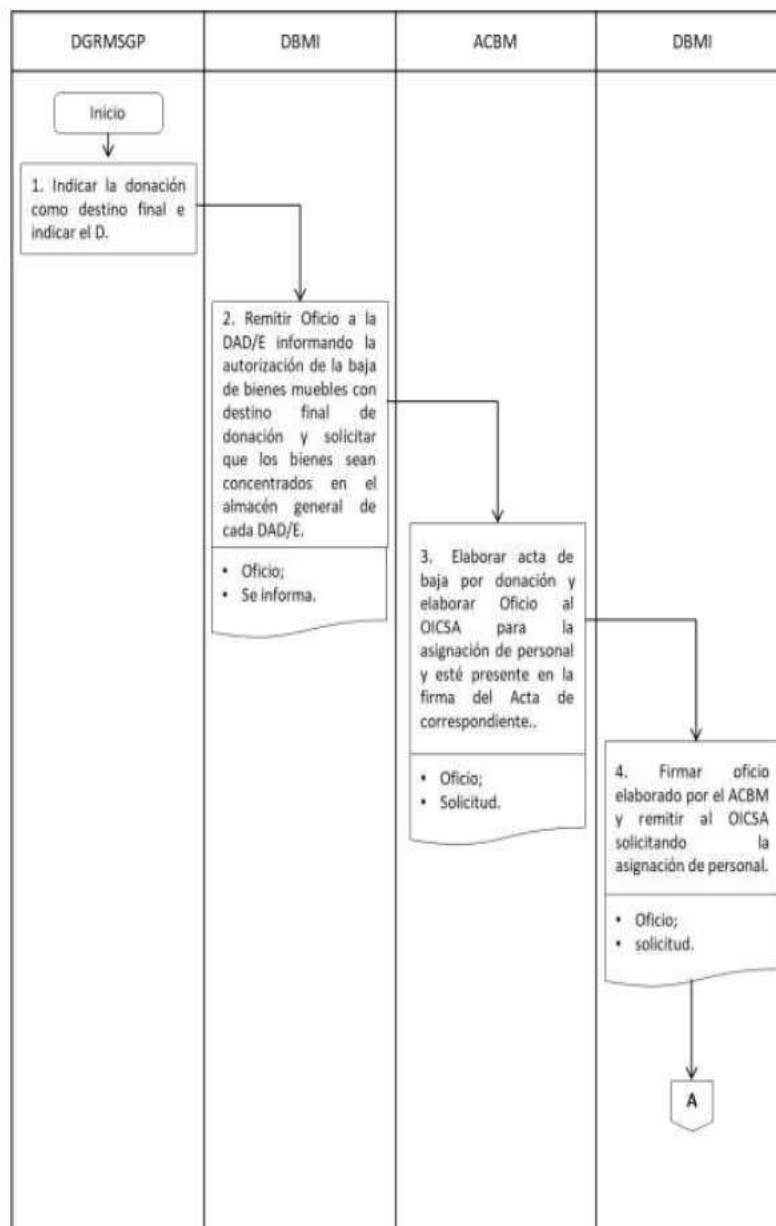 DGRMSGP
DBMI
ACBM
DBMI
Inicio
1. Indicar la donación
como destino final e
indicar el D.
2. Remitir Oficio a la
DAD/E informando la
autorización de la baja
de bienes muebles con
destino final de
donación y solicitar
que los bienes sean
concentrados en el
almacén general de
cada DAD/E.
• Oficio;
• Se informa.
3. Elaborar acta de
baja por donación y
elaborar Oficio al
OICSA para la
asignación de personal
y esté presente en la
firma del Acta de
correspondiente..
• Oficio;
• Solicitud.
4. Firmar oficio
elaborado por el ACBM
y remitir al OICSA
solicitando la
asignación de personal.
• Oficio;
• solicitud.
A